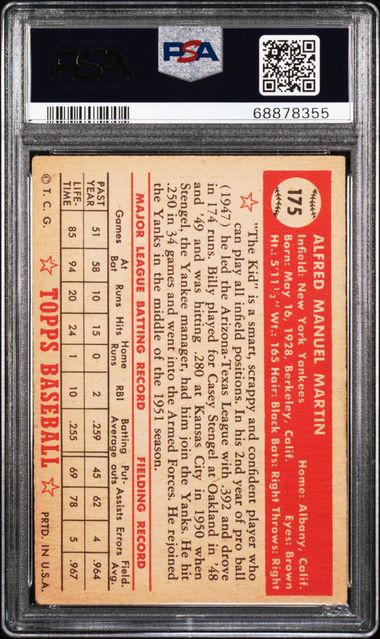 PSA
PSA
68878355
175
ALFRED MANUEL MARTIN
Infield: New York Yankees Home: Albany, Calif.
Born: May 16, 1928, Berkeley, Calif. Eyes: Brown
Ht.: 5'11½" Wt.: 165 Hair: Black Bats: Right Throws: Right
"The Kid" is a smart, scrappy and confident player who
can play all infield positions. In his 2nd year of pro ball
(1947) he led the Arizona-Texas League with .392 and drove
in 174 runs. Billy played for Casey Stengel at Oakland in '48
and '49 and was hitting .280 at Kansas City in 1950 when
Stengel, the Yankee manager, had him join the Yanks. He hit
.250 in 34 games and went into the Armed Forces. He rejoined
the Yanks in the middle of the 1951 season.
MAJOR LEAGUE BATTING RECORD FIELDING RECORD
Games At Bat Runs Hits Home Runs RBI Batting Average Put-outs Assists Errors Field. Avg.
PAST YEAR 51 58 10 15 0 2 .259 45 62 4 .964
LIFE-TIME 85 94 20 24 1 10 .255 69 78 5 .967
© T. C. G. TOPPS BASEBALL PRTD. IN U.S.A.